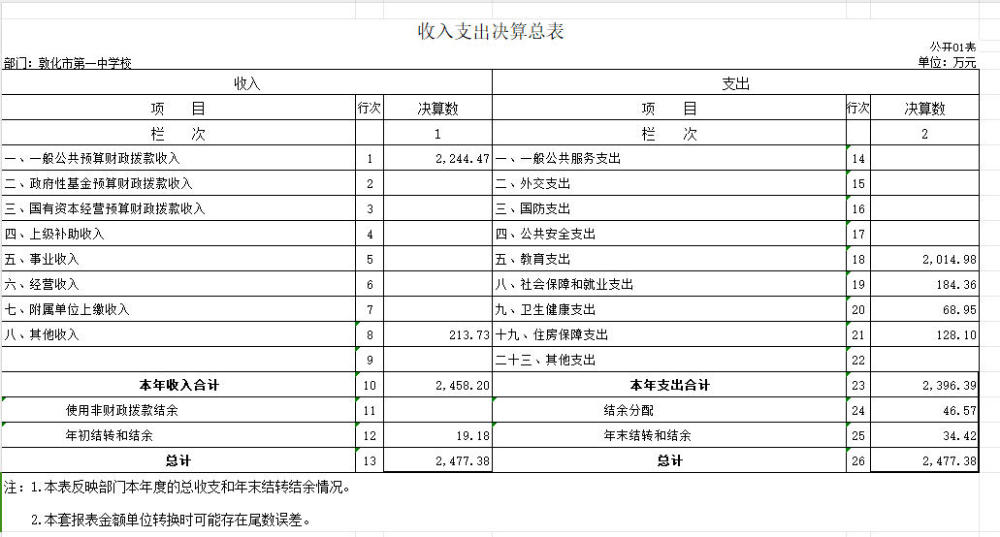 收入支出决算总表
公开01表
部门：敦化市第一中学校 单位：万元
收入 支出
项 目 行次 决算数 项 目 行次 决算数
栏 次 1 栏 次 2
一、一般公共预算财政拨款收入 1 2,244.47 一、一般公共服务支出 14
二、政府性基金预算财政拨款收入 2 二、外交支出 15
三、国有资本经营预算财政拨款收入 3 三、国防支出 16
四、上级补助收入 4 四、公共安全支出 17
五、事业收入 5 五、教育支出 18 2,014.98
六、经营收入 6 八、社会保障和就业支出 19 184.36
七、附属单位上缴收入 7 九、卫生健康支出 20 68.95
八、其他收入 8 213.73 十九、住房保障支出 21 128.10
9 二十三、其他支出 22
本年收入合计 10 2,458.20 本年支出合计 23 2,396.39
使用非财政拨款结余 11 结余分配 24 46.57
年初结转和结余 12 19.18 年末结转和结余 25 34.42
总计 13 2,477.38 总计 26 2,477.38
注：1.本表反映部门本年度的总收支和年末结转结余情况。
2.本套报表金额单位转换时可能存在尾数误差。